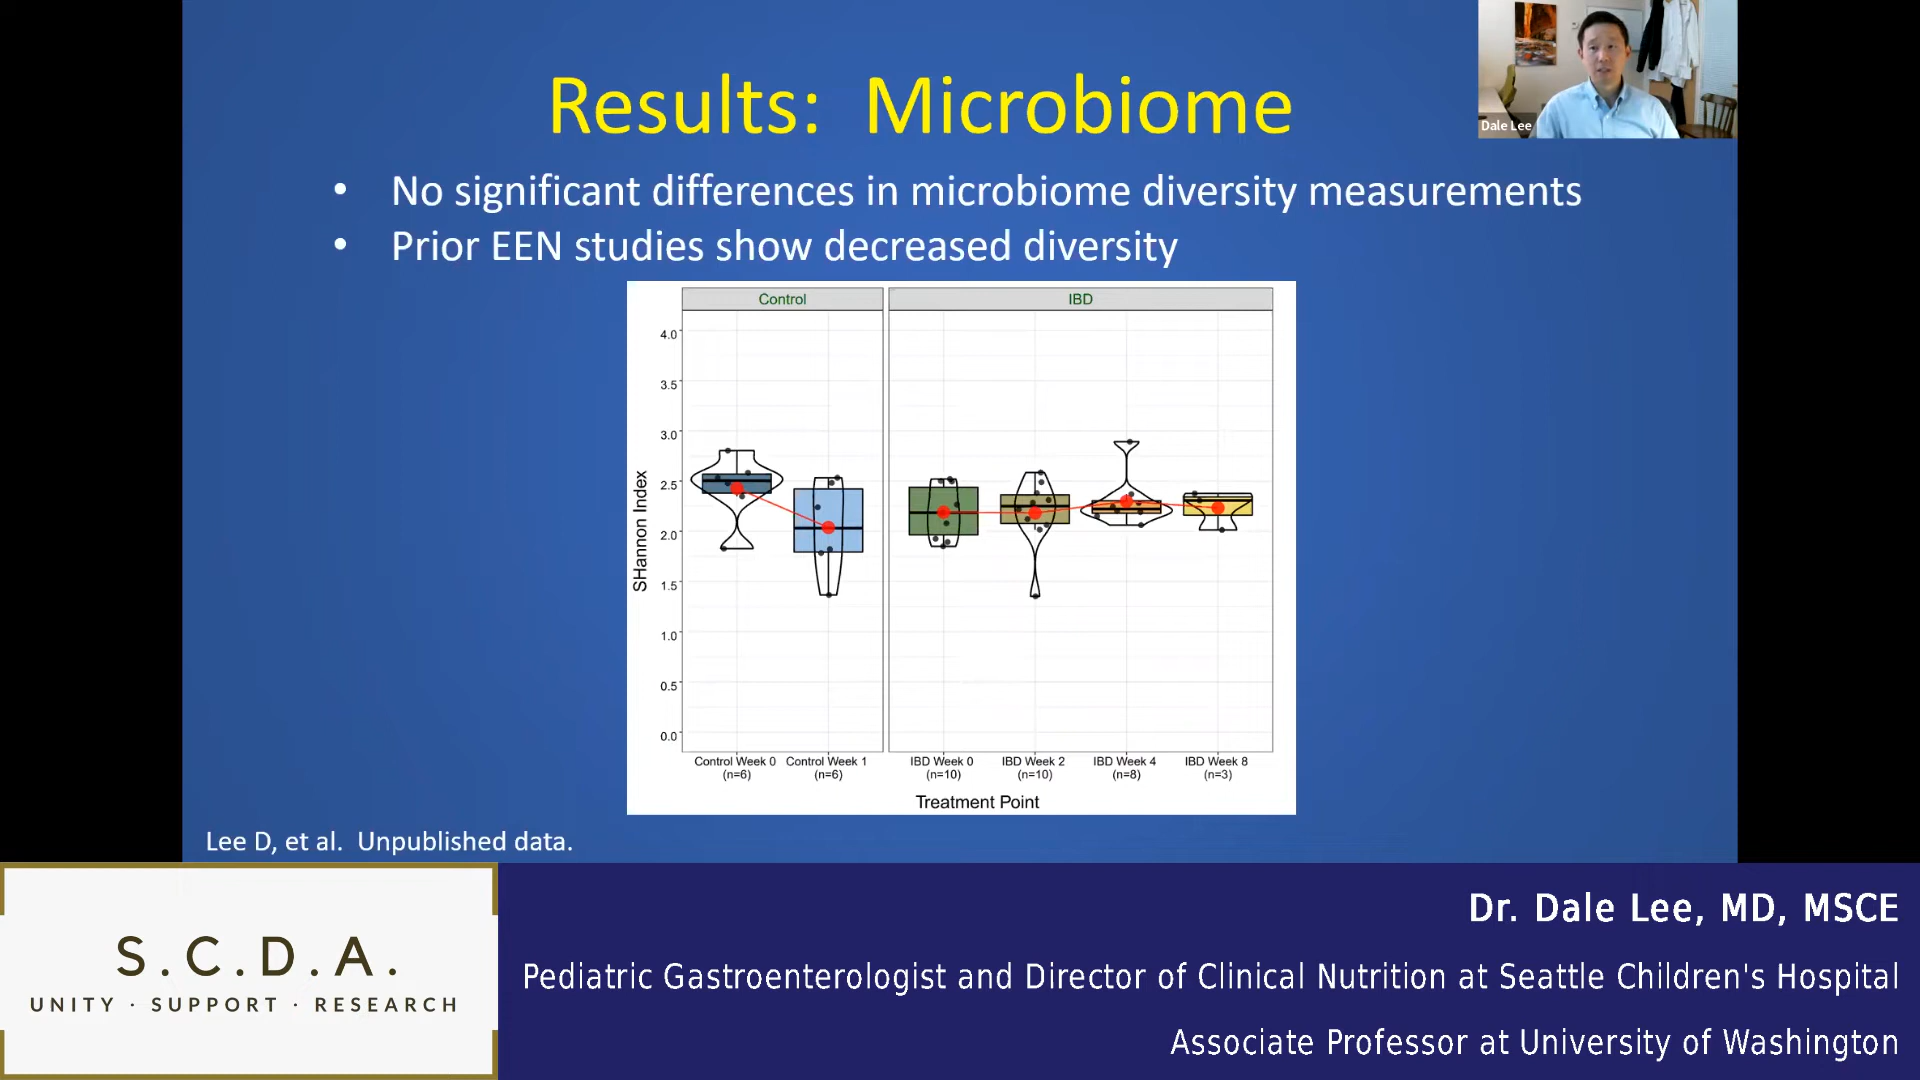 Results: Microbiome
Dale Lee
• No significant differences in microbiome diversity measurements
• Prior EEN studies show decreased diversity
Control
IBD
4.0
3.5
3.0
2.5
2.0
1.5
1.0
0.5
0.0
SHannon Index
Control Week 0
(n=6)
Control Week 1
(n=6)
IBD Week 0
(n=10)
IBD Week 2
(n=10)
IBD Week 4
(n=8)
IBD Week 8
(n=3)
Treatment Point
Lee D, et al. Unpublished data.
S.C.D.A.
UNITY · SUPPORT · RESEARCH
Dr. Dale Lee, MD, MSCE
Pediatric Gastroenterologist and Director of Clinical Nutrition at Seattle Children's Hospital
Associate Professor at University of Washington